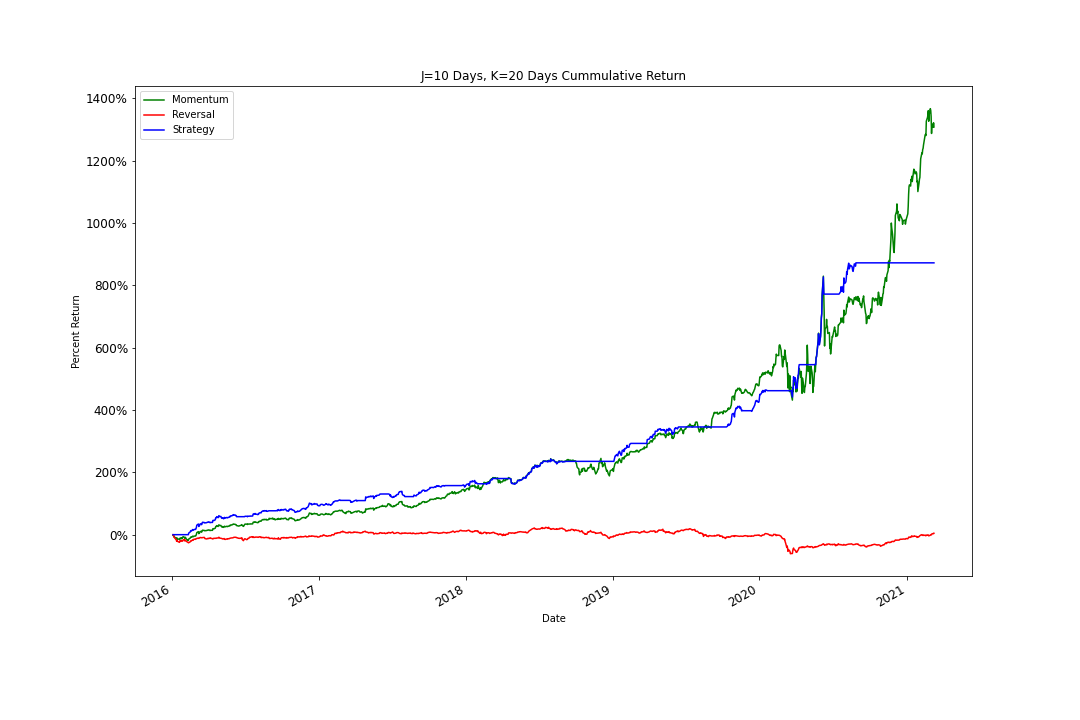 J=10 Days, K=20 Days Cummulative Return
Momentum
Reversal
Strategy
1400%
1200%
1000%
800%
600%
400%
200%
0%
Percent Return
2016
2017
2018
2019
2020
2021
Date